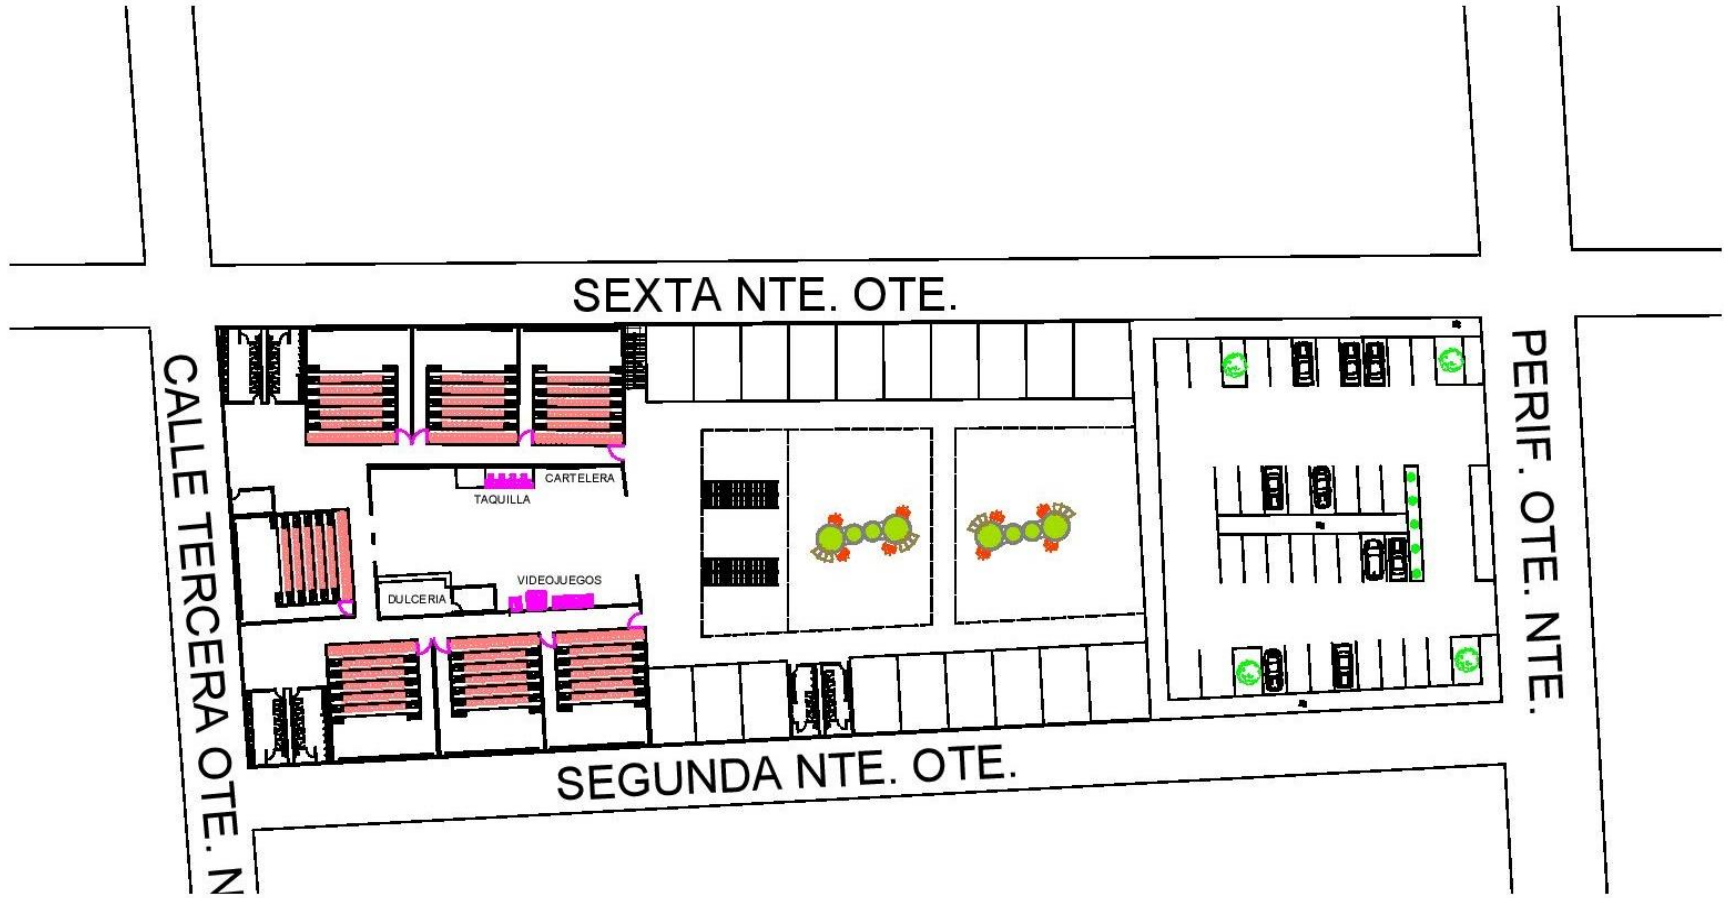 SEXTA NTE. OTE.
CALLE TERCERA OTE. N
PERIF. OTE. NTE.
CARTELERA
TAQUILLA
VIDEOJUEGOS
DULCERIA
SEGUNDA NTE. OTE.